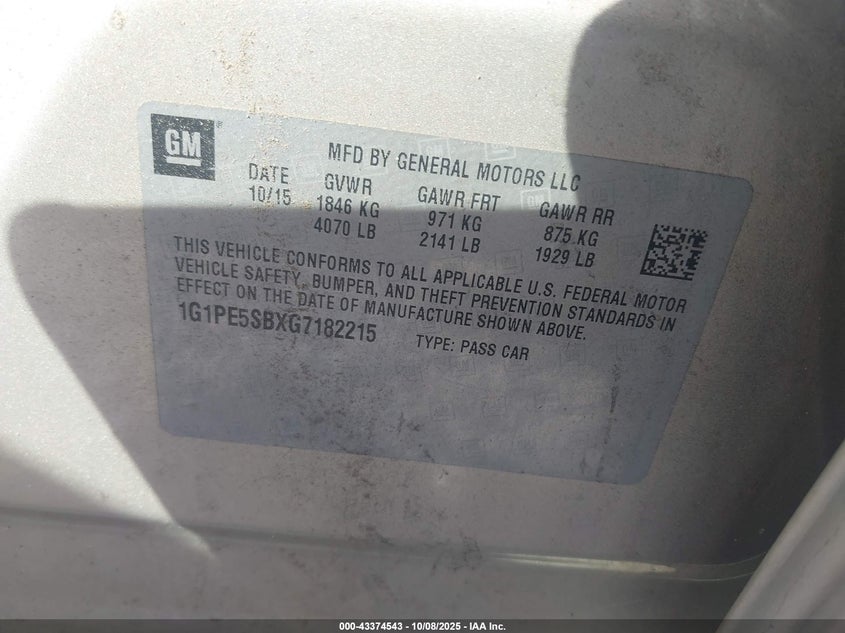 GM
MFD BY GENERAL MOTORS LLC
DATE GVWR GAWR FRT GAWR RR
10/15 1846 KG 971 KG 875 KG
4070 LB 2141 LB 1929 LB
THIS VEHICLE CONFORMS TO ALL APPLICABLE U.S. FEDERAL MOTOR
VEHICLE SAFETY, BUMPER, AND THEFT PREVENTION STANDARDS IN
EFFECT ON THE DATE OF MANUFACTURE SHOWN ABOVE.
1G1PE5SBXG7182215 TYPE: PASS CAR
000-43374543 | 10/08/2025 - IAA Inc.